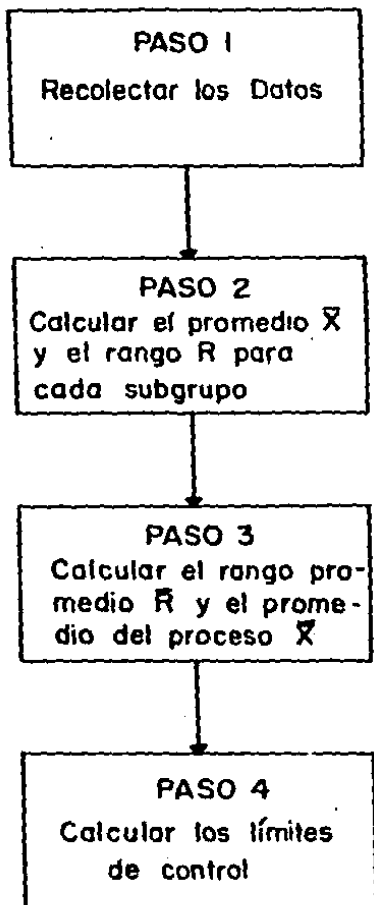 PASO 1
Recolectar los Datos
PASO 2
Calcular el promedio X̄
y el rango R para
cada subgrupo
PASO 3
Calcular el rango pro-
medio R̄ y el prome-
dio del proceso X̿
PASO 4
Calcular los límites
de control